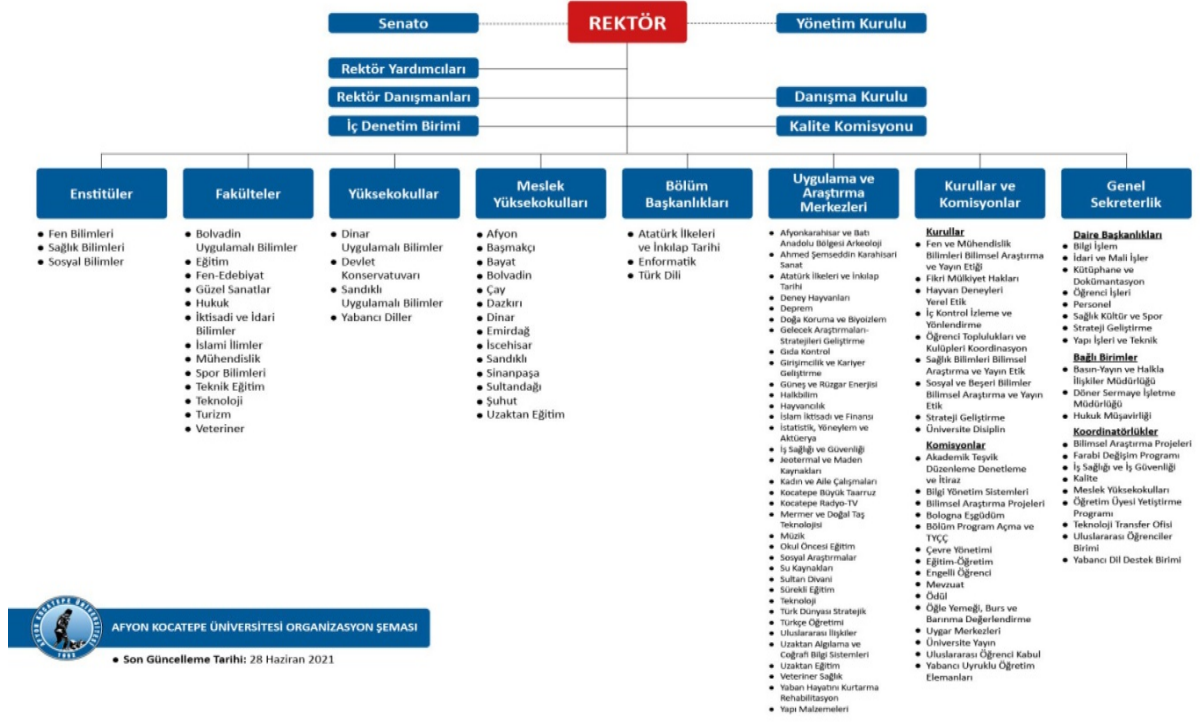 Senato
REKTÖR
Yönetim Kurulu
Rektör Yardımcıları
Rektör Danışmanları
Danışma Kurulu
İç Denetim Birimi
Kalite Komisyonu
Enstitüler
• Fen Bilimleri
• Sağlık Bilimleri
• Sosyal Bilimler
Fakülteler
• Bolvadin
Uygulamalı Bilimler
• Eğitim
• Fen-Edebiyat
• Güzel Sanatlar
• Hukuk
• İktisadi ve İdari
Bilimler
• İslami İlimler
• Mühendislik
• Spor Bilimleri
• Teknik Eğitim
• Teknoloji
• Turizm
• Veteriner
Yüksekokullar
• Dinar
Uygulamalı Bilimler
• Devlet
Konservatuvarı
• Sandıklı
Uygulamalı Bilimler
• Yabancı Diller
Meslek
Yüksekokulları
• Afyon
• Başmakçı
• Bayat
• Bolvadin
• Çay
• Dazkırı
• Dinar
• Emirdağ
• İscehisar
• Sandıklı
• Sinanpaşa
• Sultandağı
• Şuhut
• Uzaktan Eğitim
Bölüm
Başkanlıkları
• Atatürk İlkeleri
ve İnkılap Tarihi
• Enformatik
• Türk Dili
Uygulama ve
Araştırma
Merkezleri
• Afyonkarahisar ve Batı
Anadolu Bölgesi Arkeoloji
• Ahmed Şemseddin Karahisari
Sanat
• Atatürk İlkeleri ve İnkılap
Tarihi
• Deney Hayvanları
• Deprem
• Doğa Koruma ve Biyoizlem
• Gelecek Araştırmaları-
Stratejileri Geliştirme
• Gıda Kontrol
• Girişimcilik ve Kariyer
Geliştirme
• Güneş ve Rüzgar Enerjisi
• Halkbilim
• Hayvancılık
• İslam İktisadı ve Finansı
• İstatistik, Yöneylem ve
Aktüerya
• İş Sağlığı ve Güvenliği
• Jeotermal ve Maden
Kaynakları
• Kadın ve Aile Çalışmaları
• Kocatepe Büyük Taarruz
• Kocatepe Radyo-TV
• Mermer ve Doğal Taş
Teknolojisi
• Müzik
• Okul Öncesi Eğitim
• Sosyal Araştırmalar
• Su Kaynakları
• Sultan Divani
• Sürekli Eğitim
• Teknoloji
• Türk Dünyası Stratejik
• Türkçe Öğretimi
• Uluslararası İlişkiler
• Uzaktan Algılama ve
Coğrafi Bilgi Sistemleri
• Uzaktan Eğitim
• Veteriner Sağlık
• Yaban Hayatını Kurtarma
Rehabilitasyon
• Yapı Malzemeleri
Kurullar ve
Komisyonlar
Kurullar
• Fen ve Mühendislik
Bilimleri Bilimsel Araştırma
ve Yayın Etiği
• Fikri Mülkiyet Hakları
• Hayvan Deneyleri
Yerel Etik
• İç Kontrol İzleme ve
Yönlendirme
• Öğrenci Toplulukları ve
Kulüpleri Koordinasyon
• Sağlık Bilimleri Bilimsel
Araştırma ve Yayın Etik
• Sosyal ve Beşeri Bilimler
Bilimsel Araştırma ve Yayın
Etik
• Strateji Geliştirme
• Üniversite Disiplin
Komisyonlar
• Akademik Teşvik
Düzenleme Denetleme
ve İtiraz
• Bilgi Yönetim Sistemleri
• Bilimsel Araştırma Projeleri
• Bologna Eşgüdüm
• Bölüm Program Açma ve
TYÇÇ
• Çevre Yönetimi
• Eğitim-Öğretim
• Engelli Öğrenci
• Mevzuat
• Ödül
• Öğle Yemeği, Burs ve
Barınma Değerlendirme
• Uygar Merkezleri
• Üniversite Yayın
• Uluslararası Öğrenci Kabul
• Yabancı Uyruklu Öğretim
Elemanları
Genel
Sekreterlik
Daire Başkanlıkları
• Bilgi İşlem
• İdari ve Mali İşler
• Kütüphane ve
Dokümantasyon
• Öğrenci İşleri
• Personel
• Sağlık Kültür ve Spor
• Strateji Geliştirme
• Yapı İşleri ve Teknik
Bağlı Birimler
• Basın-Yayın ve Halkla
İlişkiler Müdürlüğü
• Döner Sermaye İşletme
Müdürlüğü
• Hukuk Müşavirliği
Koordinatörlükler
• Bilimsel Araştırma Projeleri
• Farabi Değişim Programı
• İş Sağlığı ve İş Güvenliği
• Kalite
• Meslek Yüksekokulları
• Öğretim Üyesi Yetiştirme
Programı
• Teknoloji Transfer Ofisi
• Uluslararası Öğrenciler
Birimi
• Yabancı Dil Destek Birimi
AFYON KOCATEPE ÜNİVERSİTESİ
1992
AFYON KOCATEPE ÜNİVERSİTESİ ORGANİZASYON ŞEMASI
• Son Güncelleme Tarihi: 28 Haziran 2021